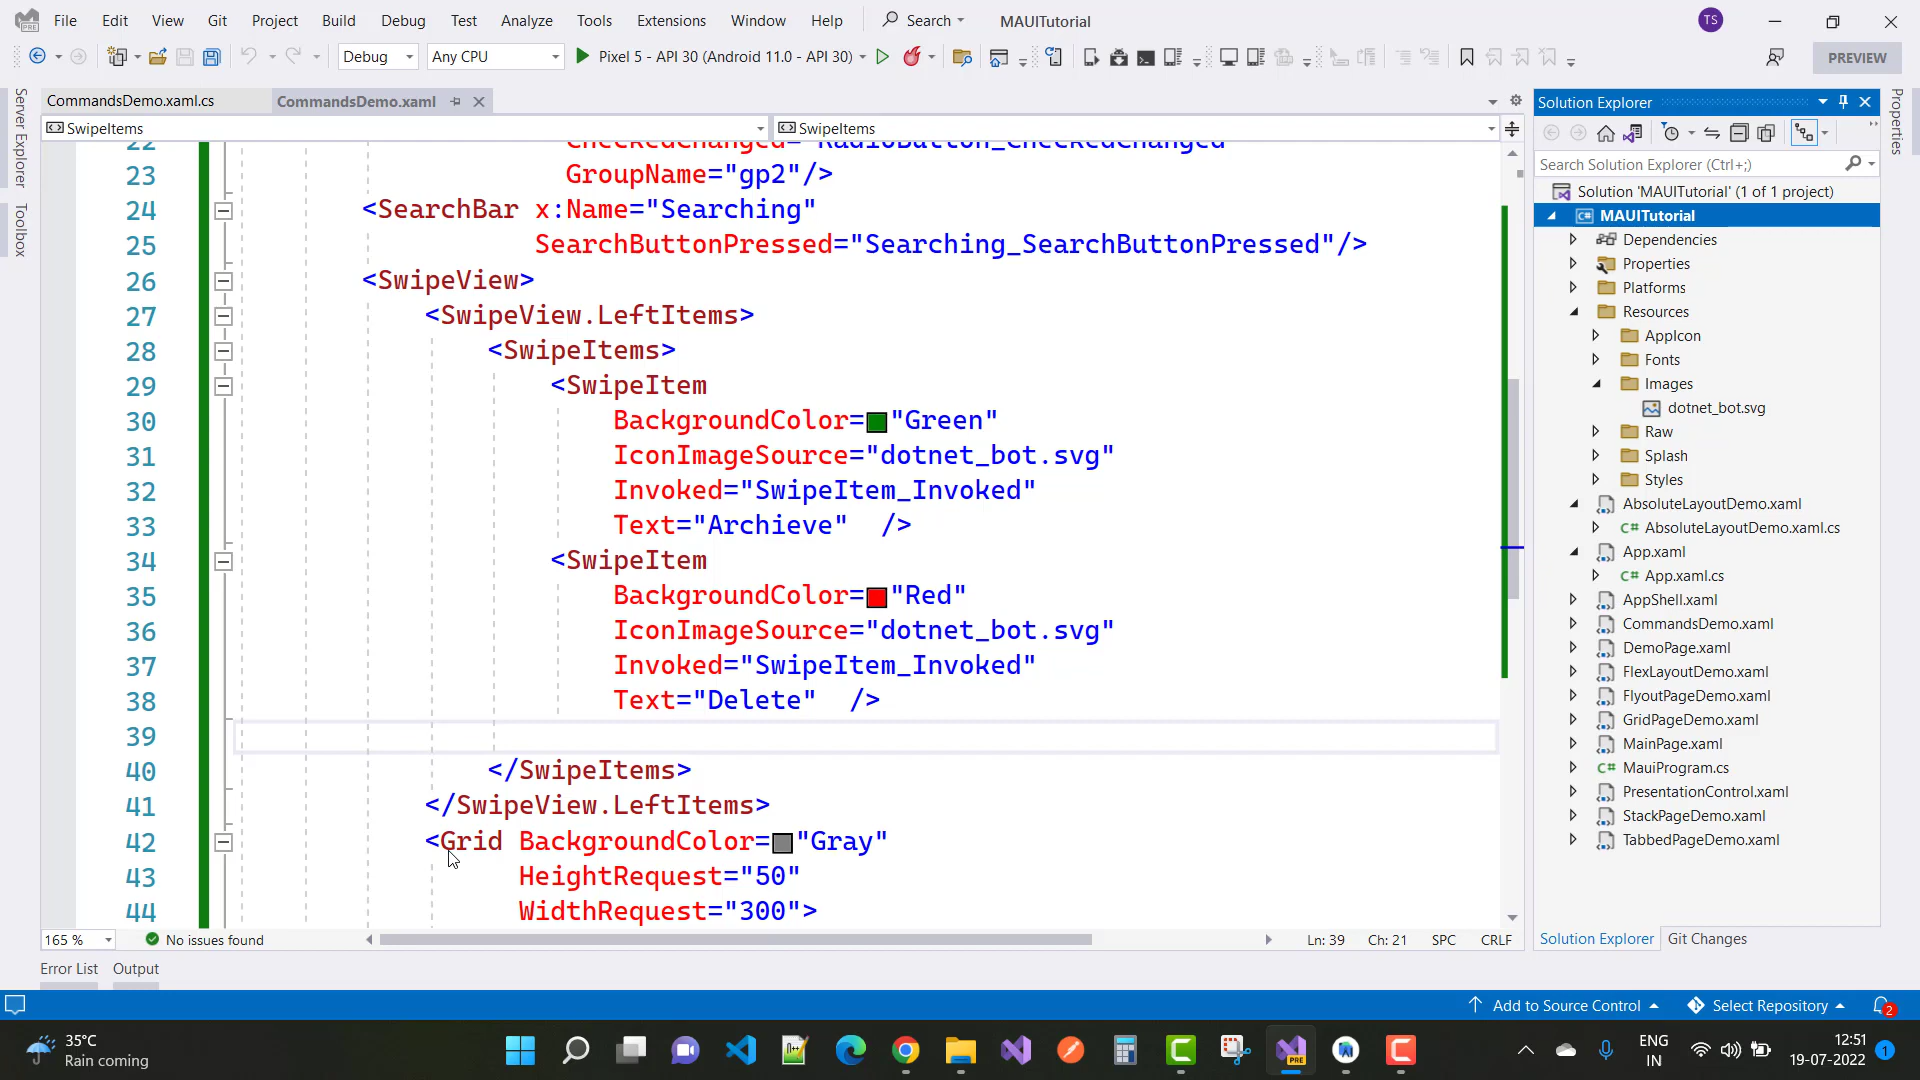 File Edit View Git Project Build Debug Test Analyze Tools Extensions Window Help Search MAUITutorial TS
Debug Any CPU Pixel 5 - API 30 (Android 11.0 - API 30) PREVIEW
Server Explorer
Toolbox
CommandsDemo.xaml.cs CommandsDemo.xaml
SwipeItems SwipeItems
22 CheckedChanged="RadioButton_CheckedChanged"
23 GroupName="gp2"/>
24 <SearchBar x:Name="Searching"
25 SearchButtonPressed="Searching_SearchButtonPressed"/>
26 <SwipeView>
27 <SwipeView.LeftItems>
28 <SwipeItems>
29 <SwipeItem
30 BackgroundColor="Green"
31 IconImageSource="dotnet_bot.svg"
32 Invoked="SwipeItem_Invoked"
33 Text="Archieve" />
34 <SwipeItem
35 BackgroundColor="Red"
36 IconImageSource="dotnet_bot.svg"
37 Invoked="SwipeItem_Invoked"
38 Text="Delete" />
39
40 </SwipeItems>
41 </SwipeView.LeftItems>
42 <Grid BackgroundColor="Gray"
43 HeightRequest="50"
44 WidthRequest="300">
165 % No issues found Ln: 39 Ch: 21 SPC CRLF
Error List Output
Solution Explorer
Search Solution Explorer (Ctrl+;)
Solution 'MAUITutorial' (1 of 1 project)
MAUITutorial
Dependencies
Properties
Platforms
Resources
AppIcon
Fonts
Images
dotnet_bot.svg
Raw
Splash
Styles
AbsoluteLayoutDemo.xaml
C# AbsoluteLayoutDemo.xaml.cs
App.xaml
C# App.xaml.cs
AppShell.xaml
CommandsDemo.xaml
DemoPage.xaml
FlexLayoutDemo.xaml
FlyoutPageDemo.xaml
GridPageDemo.xaml
MainPage.xaml
C# MauiProgram.cs
PresentationControl.xaml
StackPageDemo.xaml
TabbedPageDemo.xaml
Solution Explorer Git Changes
Properties
Add to Source Control Select Repository 2
35°C
Rain coming
PRE
ENG
IN
12:51
19-07-2022
1